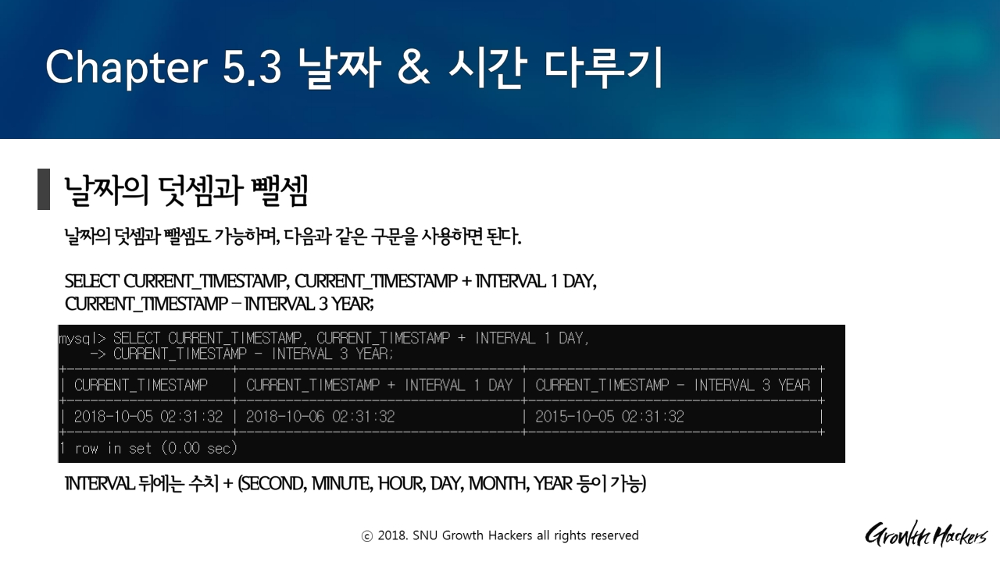 Chapter 5.3 날짜 & 시간 다루기
날짜의 덧셈과 뺄셈
날짜의 덧셈과 뺄셈도 가능하며, 다음과 같은 구문을 사용하면 된다.
SELECT CURRENT_TIMESTAMP, CURRENT_TIMESTAMP + INTERVAL 1 DAY,
CURRENT_TIMESTAMP – INTERVAL 3 YEAR;
mysql> SELECT CURRENT_TIMESTAMP, CURRENT_TIMESTAMP + INTERVAL 1 DAY,
-> CURRENT_TIMESTAMP - INTERVAL 3 YEAR;
| CURRENT_TIMESTAMP | CURRENT_TIMESTAMP + INTERVAL 1 DAY | CURRENT_TIMESTAMP - INTERVAL 3 YEAR |
| 2018-10-05 02:31:32 | 2018-10-06 02:31:32 | 2015-10-05 02:31:32 |
1 row in set (0.00 sec)
INTERVAL 뒤에는 수치 + (SECOND, MINUTE, HOUR, DAY, MONTH, YEAR 등이 가능)
ⓒ 2018. SNU Growth Hackers all rights reserved
Growth Hackers